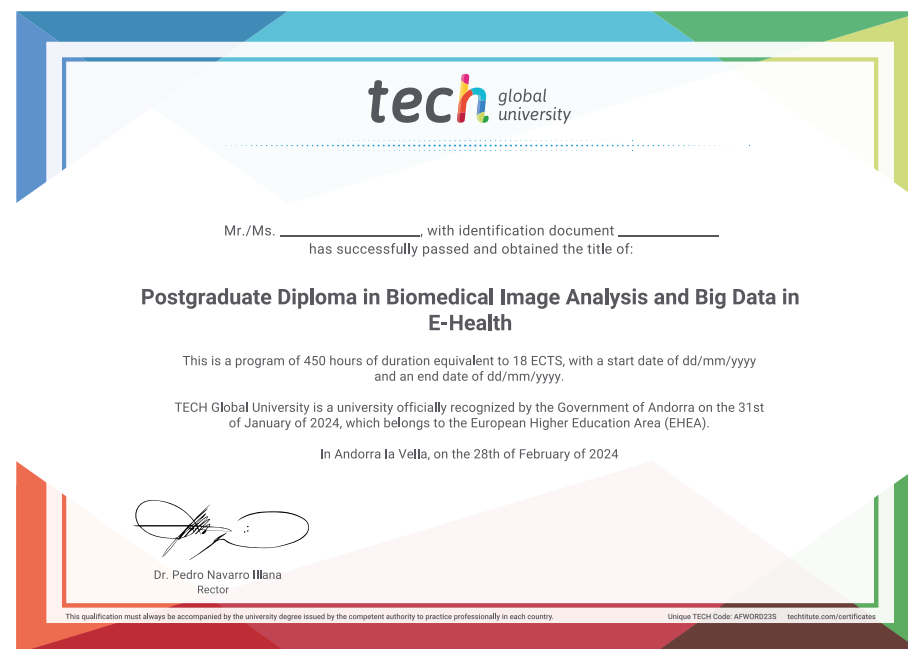 tech global university
Mr./Ms. ____________________, with identification document ______________
has successfully passed and obtained the title of:
Postgraduate Diploma in Biomedical Image Analysis and Big Data in
E-Health
This is a program of 450 hours of duration equivalent to 18 ECTS, with a start date of dd/mm/yyyy
and an end date of dd/mm/yyyy.
TECH Global University is a university officially recognized by the Government of Andorra on the 31st
of January of 2024, which belongs to the European Higher Education Area (EHEA).
In Andorra la Vella, on the 28th of February of 2024
Dr. Pedro Navarro Illana
Rector
This qualification must always be accompanied by the university degree issued by the competent authority to practice professionally in each country.
Unique TECH Code: AFWORD23S techtitute.com/certificates